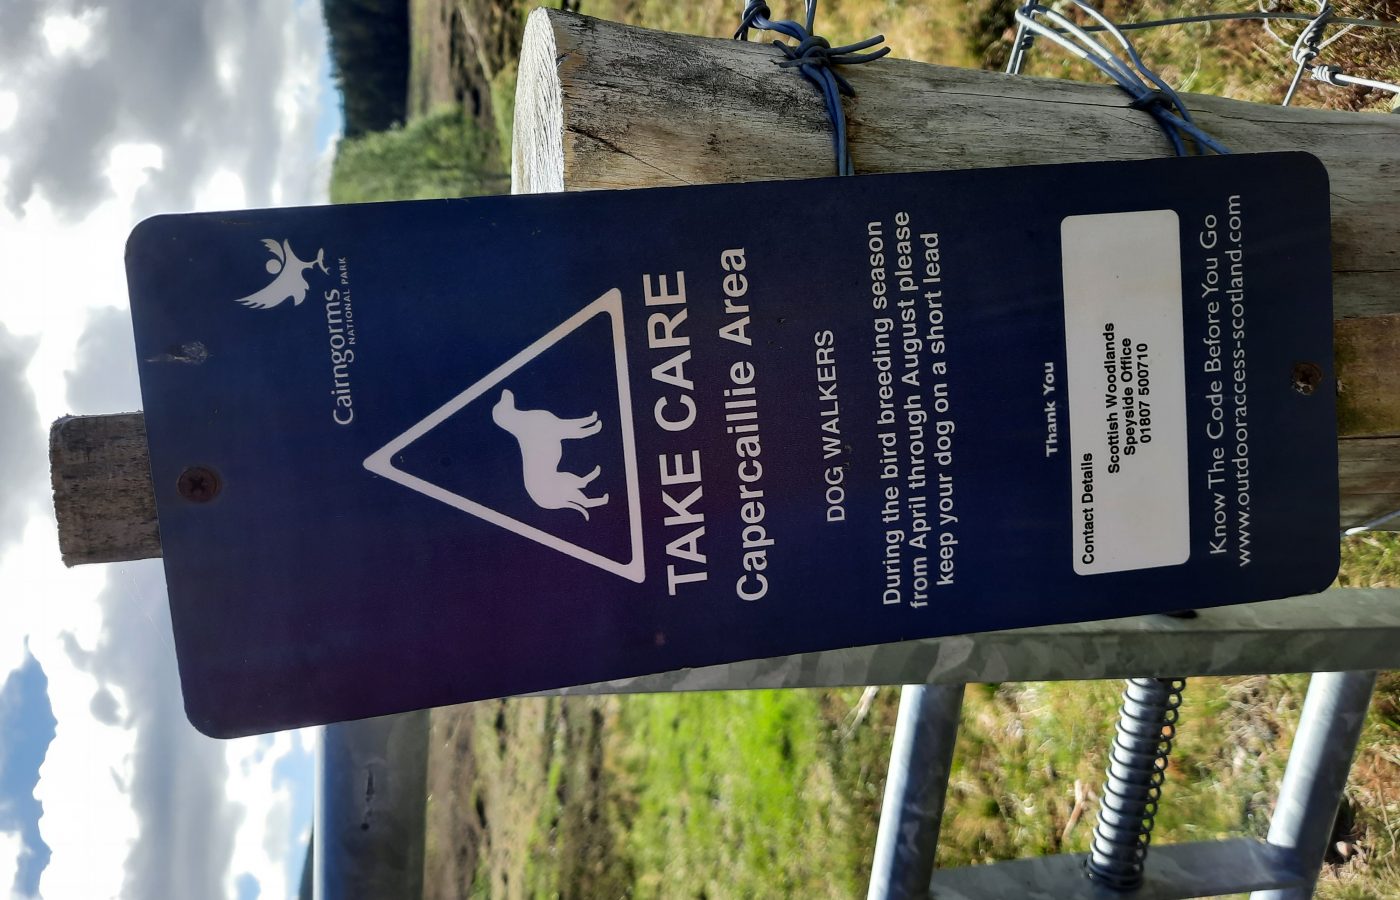 Cairngorms
NATIONAL PARK
TAKE CARE
Capercaillie Area
DOG WALKERS
During the bird breeding season
from April through August please
keep your dog on a short lead
Thank You
Contact Details
Scottish Woodlands
Speyside Office
01807 500710
Know The Code Before You Go
www.outdooraccess-scotland.com